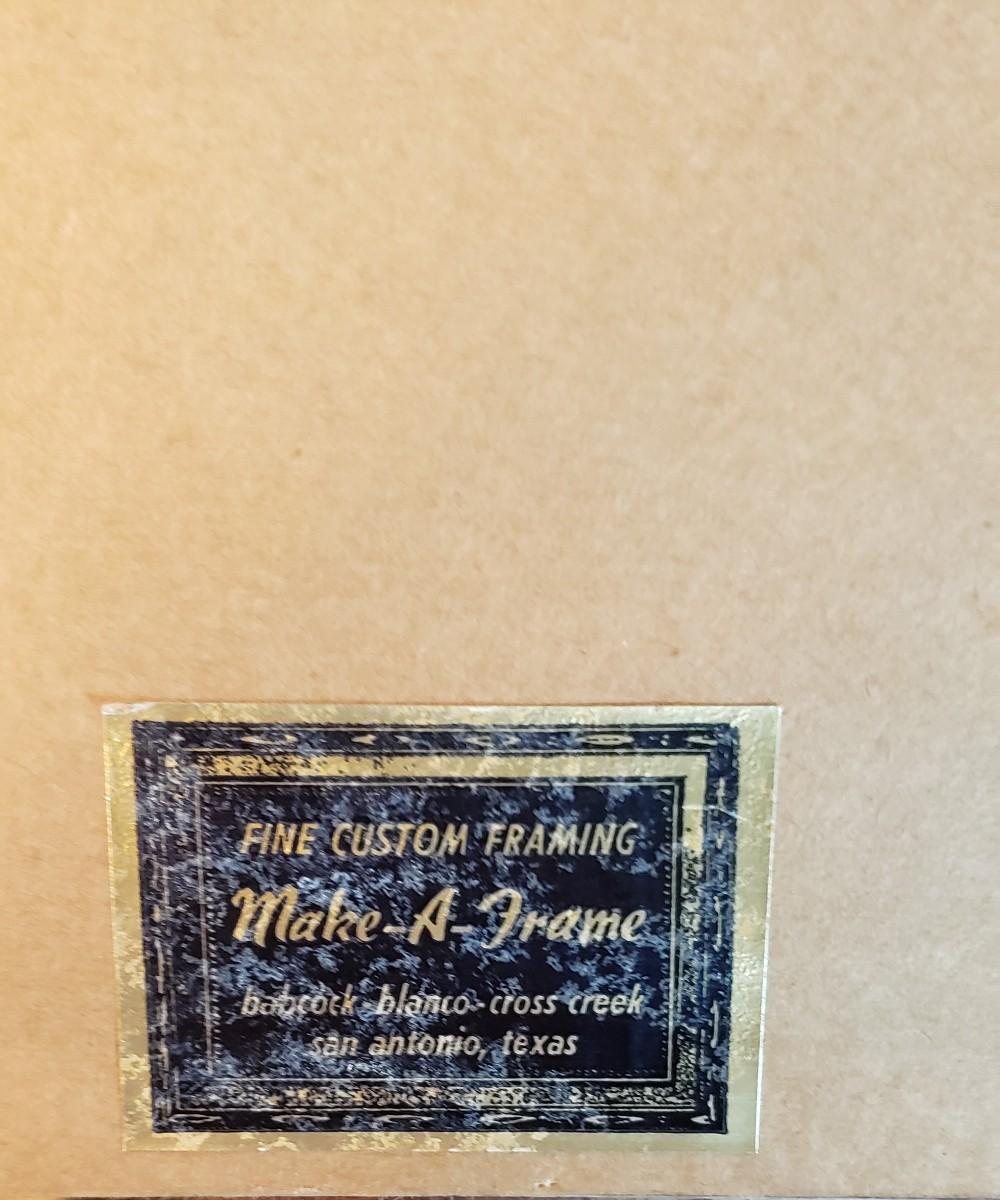 FINE CUSTOM FRAMING
Make-A-Frame
babcock-blanco-cross creek
san antonio, texas